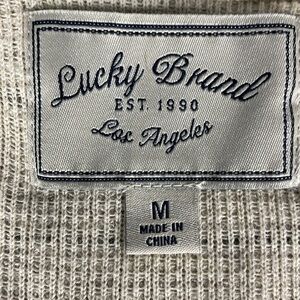 Lucky Brand
EST. 1990
Los Angeles
M
MADE IN
CHINA